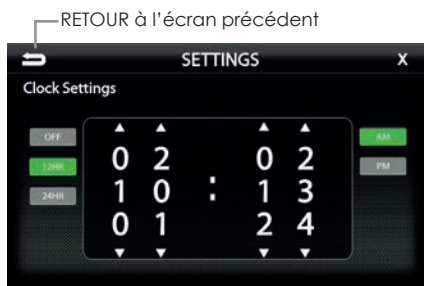 RETOUR à l'écran précédent
SETTINGS X
Clock Settings
OFF
12HR
24HR
0 2 0 2
1 0 : 1 3
0 1 2 4
AM
PM